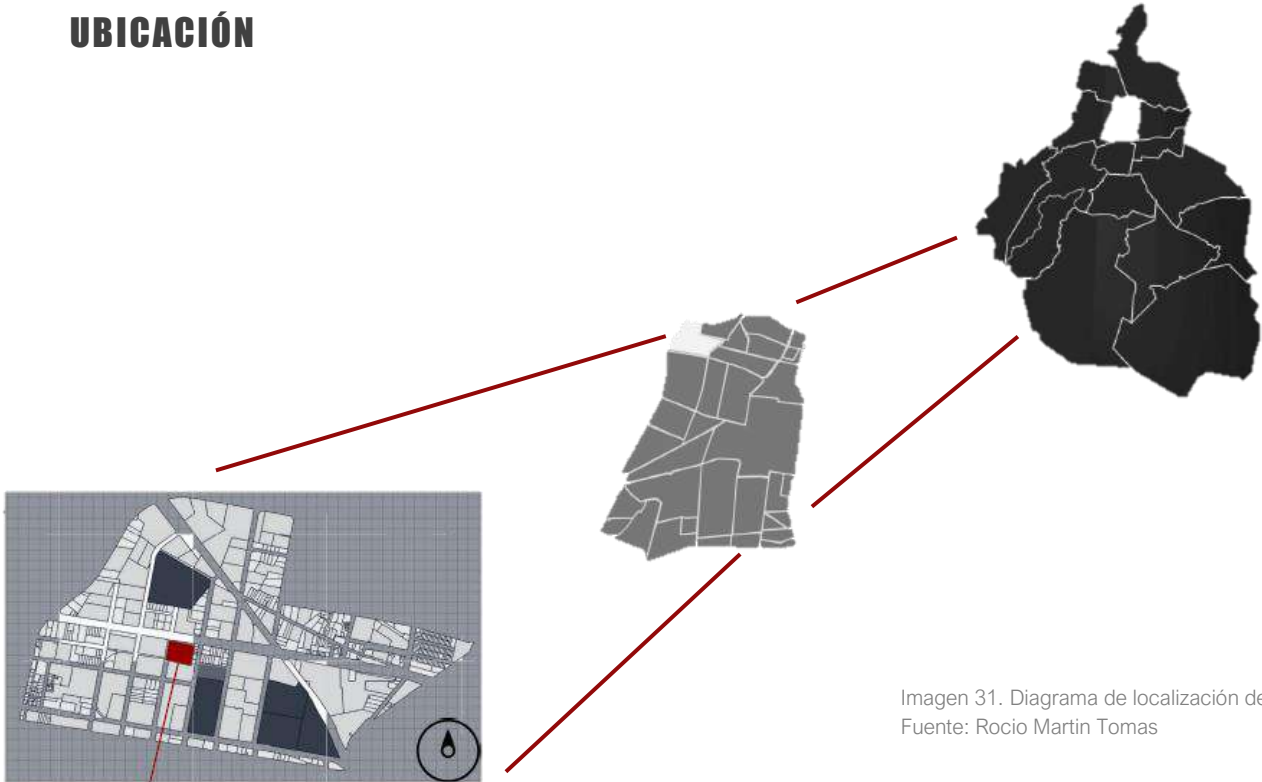 UBICACIÓN
Imagen 31. Diagrama de localización de
Fuente: Rocio Martin Tomas